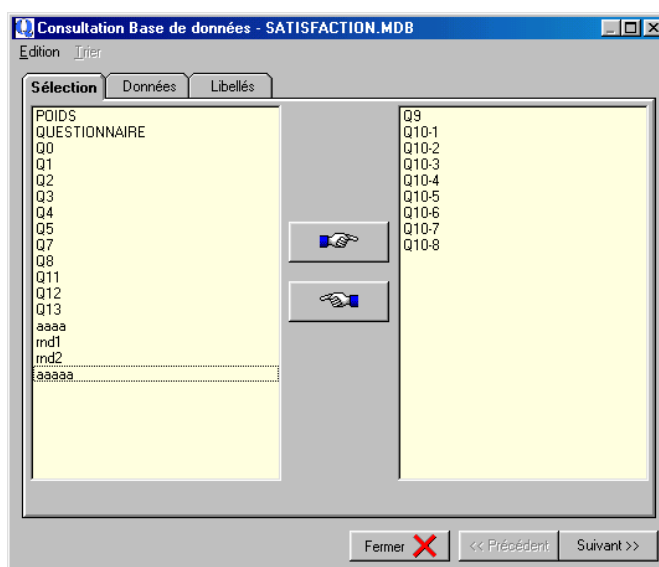 Consultation Base de données - SATISFACTION.MDB
Edition Trier
Sélection Données Libellés
POIDS
QUESTIONNAIRE
Q0
Q1
Q2
Q3
Q4
Q5
Q7
Q8
Q11
Q12
Q13
aaaa
rnd1
rnd2
aaaaa
Q9
Q10-1
Q10-2
Q10-3
Q10-4
Q10-5
Q10-6
Q10-7
Q10-8
Fermer << Précédent Suivant >>